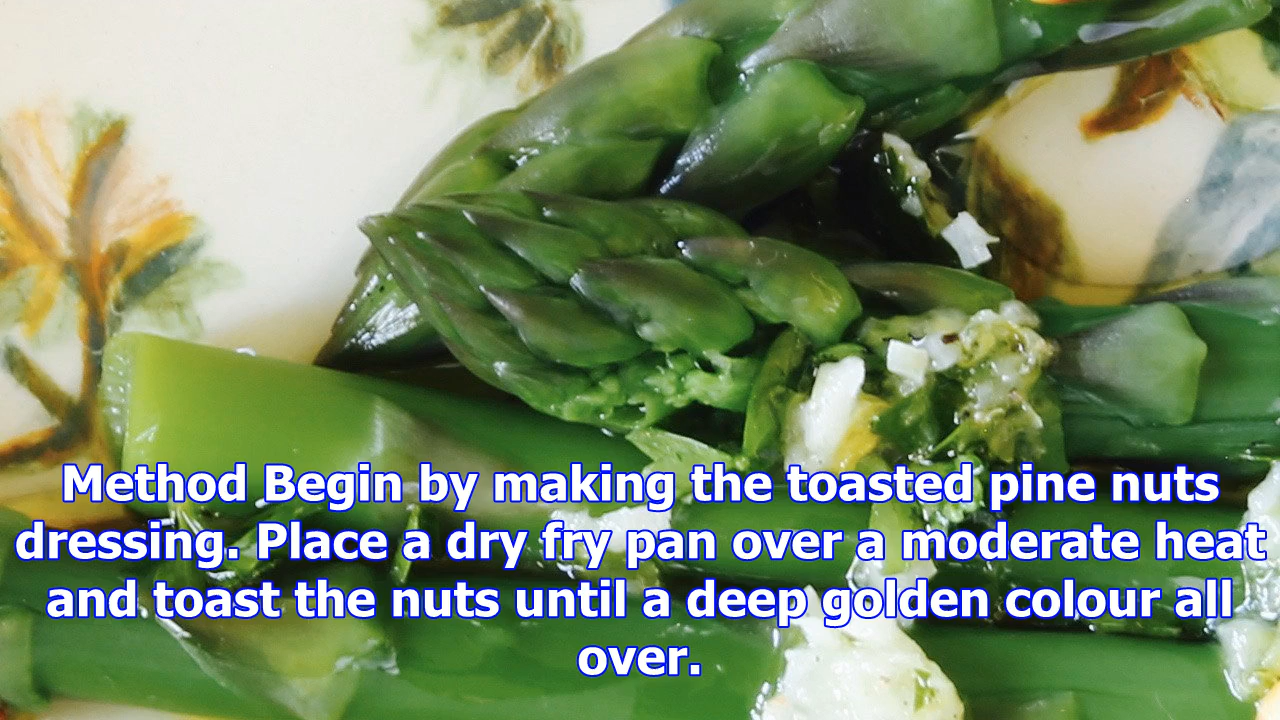 Method Begin by making the toasted pine nuts
dressing. Place a dry fry pan over a moderate heat
and toast the nuts until a deep golden colour all
over.